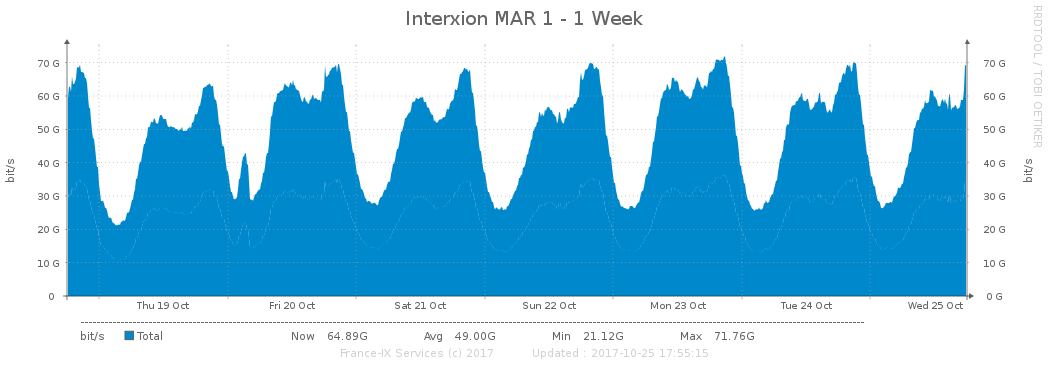 Interxion MAR 1 - 1 Week
RRDTOOL / TOBI OETIKER
bit/s
70 G
60 G
50 G
40 G
30 G
20 G
10 G
0
70 G
60 G
50 G
40 G
30 G
20 G
10 G
0 G
bit/s
Thu 19 Oct Fri 20 Oct Sat 21 Oct Sun 22 Oct Mon 23 Oct Tue 24 Oct Wed 25 Oct
bit/s Total Now 64.89G Avg 49.00G Min 21.12G Max 71.76G
France-IX Services (c) 2017 Updated : 2017-10-25 17:55:15